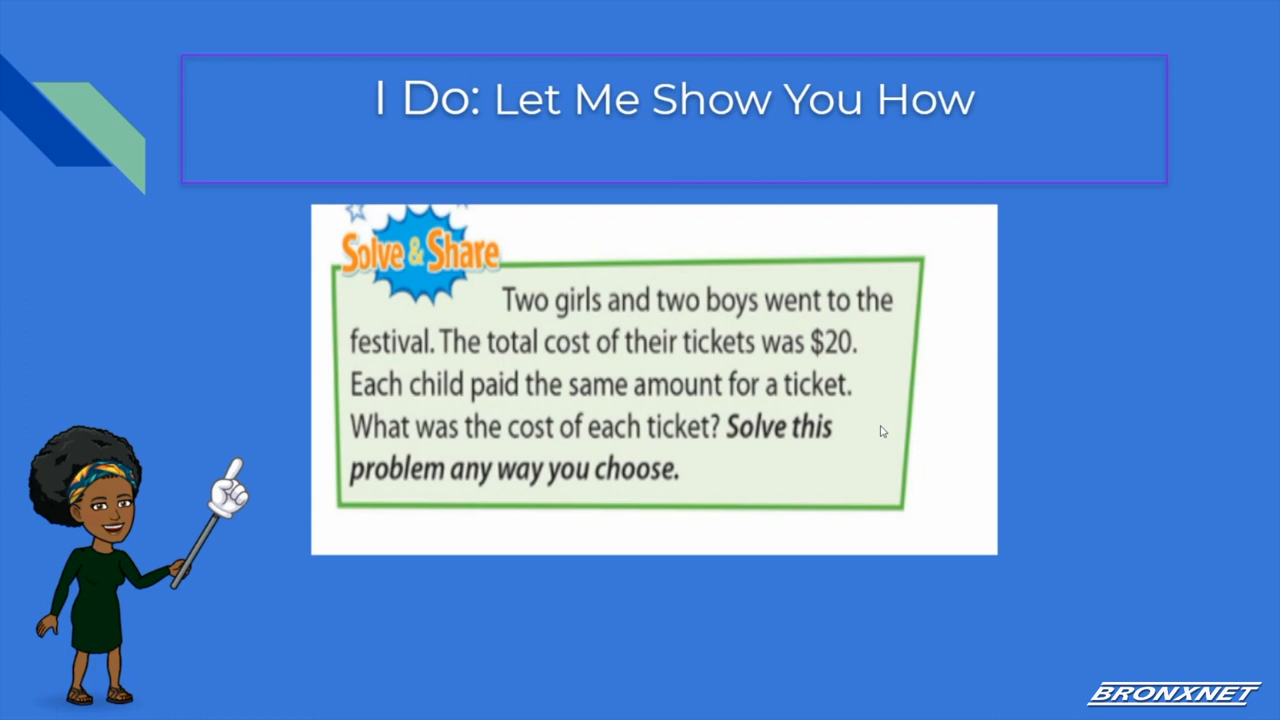 I Do: Let Me Show You How
Solve & Share
Two girls and two boys went to the
festival. The total cost of their tickets was $20.
Each child paid the same amount for a ticket.
What was the cost of each ticket? Solve this
problem any way you choose.
BRONXNET